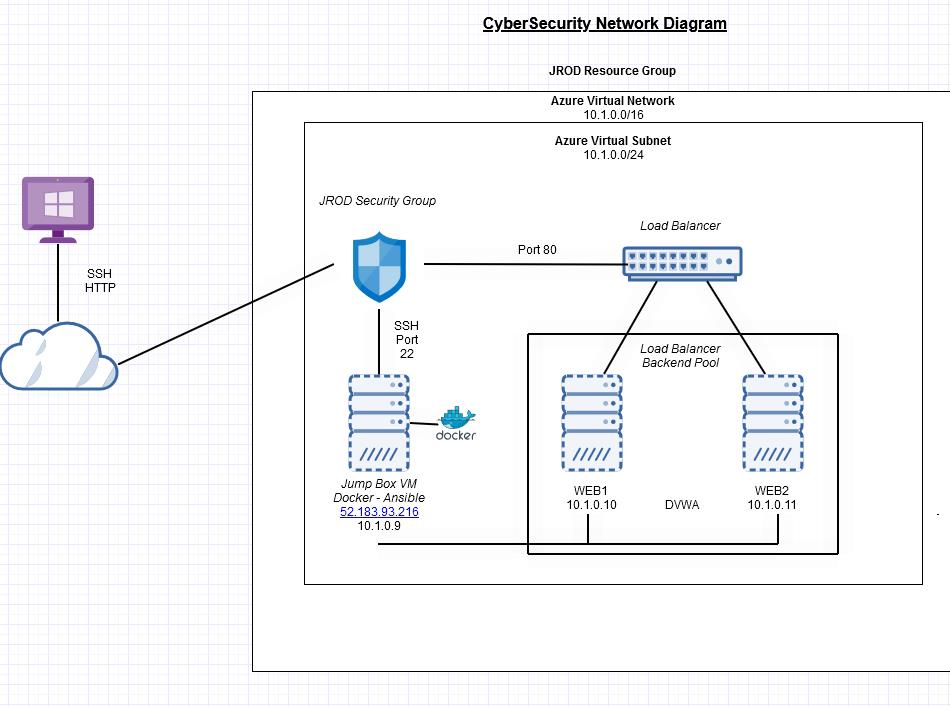 CyberSecurity Network Diagram
JROD Resource Group
Azure Virtual Network
10.1.0.0/16
Azure Virtual Subnet
10.1.0.0/24
JROD Security Group
Load Balancer
Port 80
SSH
HTTP
SSH
Port
22
Load Balancer
Backend Pool
docker
Jump Box VM
Docker - Ansible
52.183.93.216
10.1.0.9
WEB1
10.1.0.10
DVWA
WEB2
10.1.0.11
.